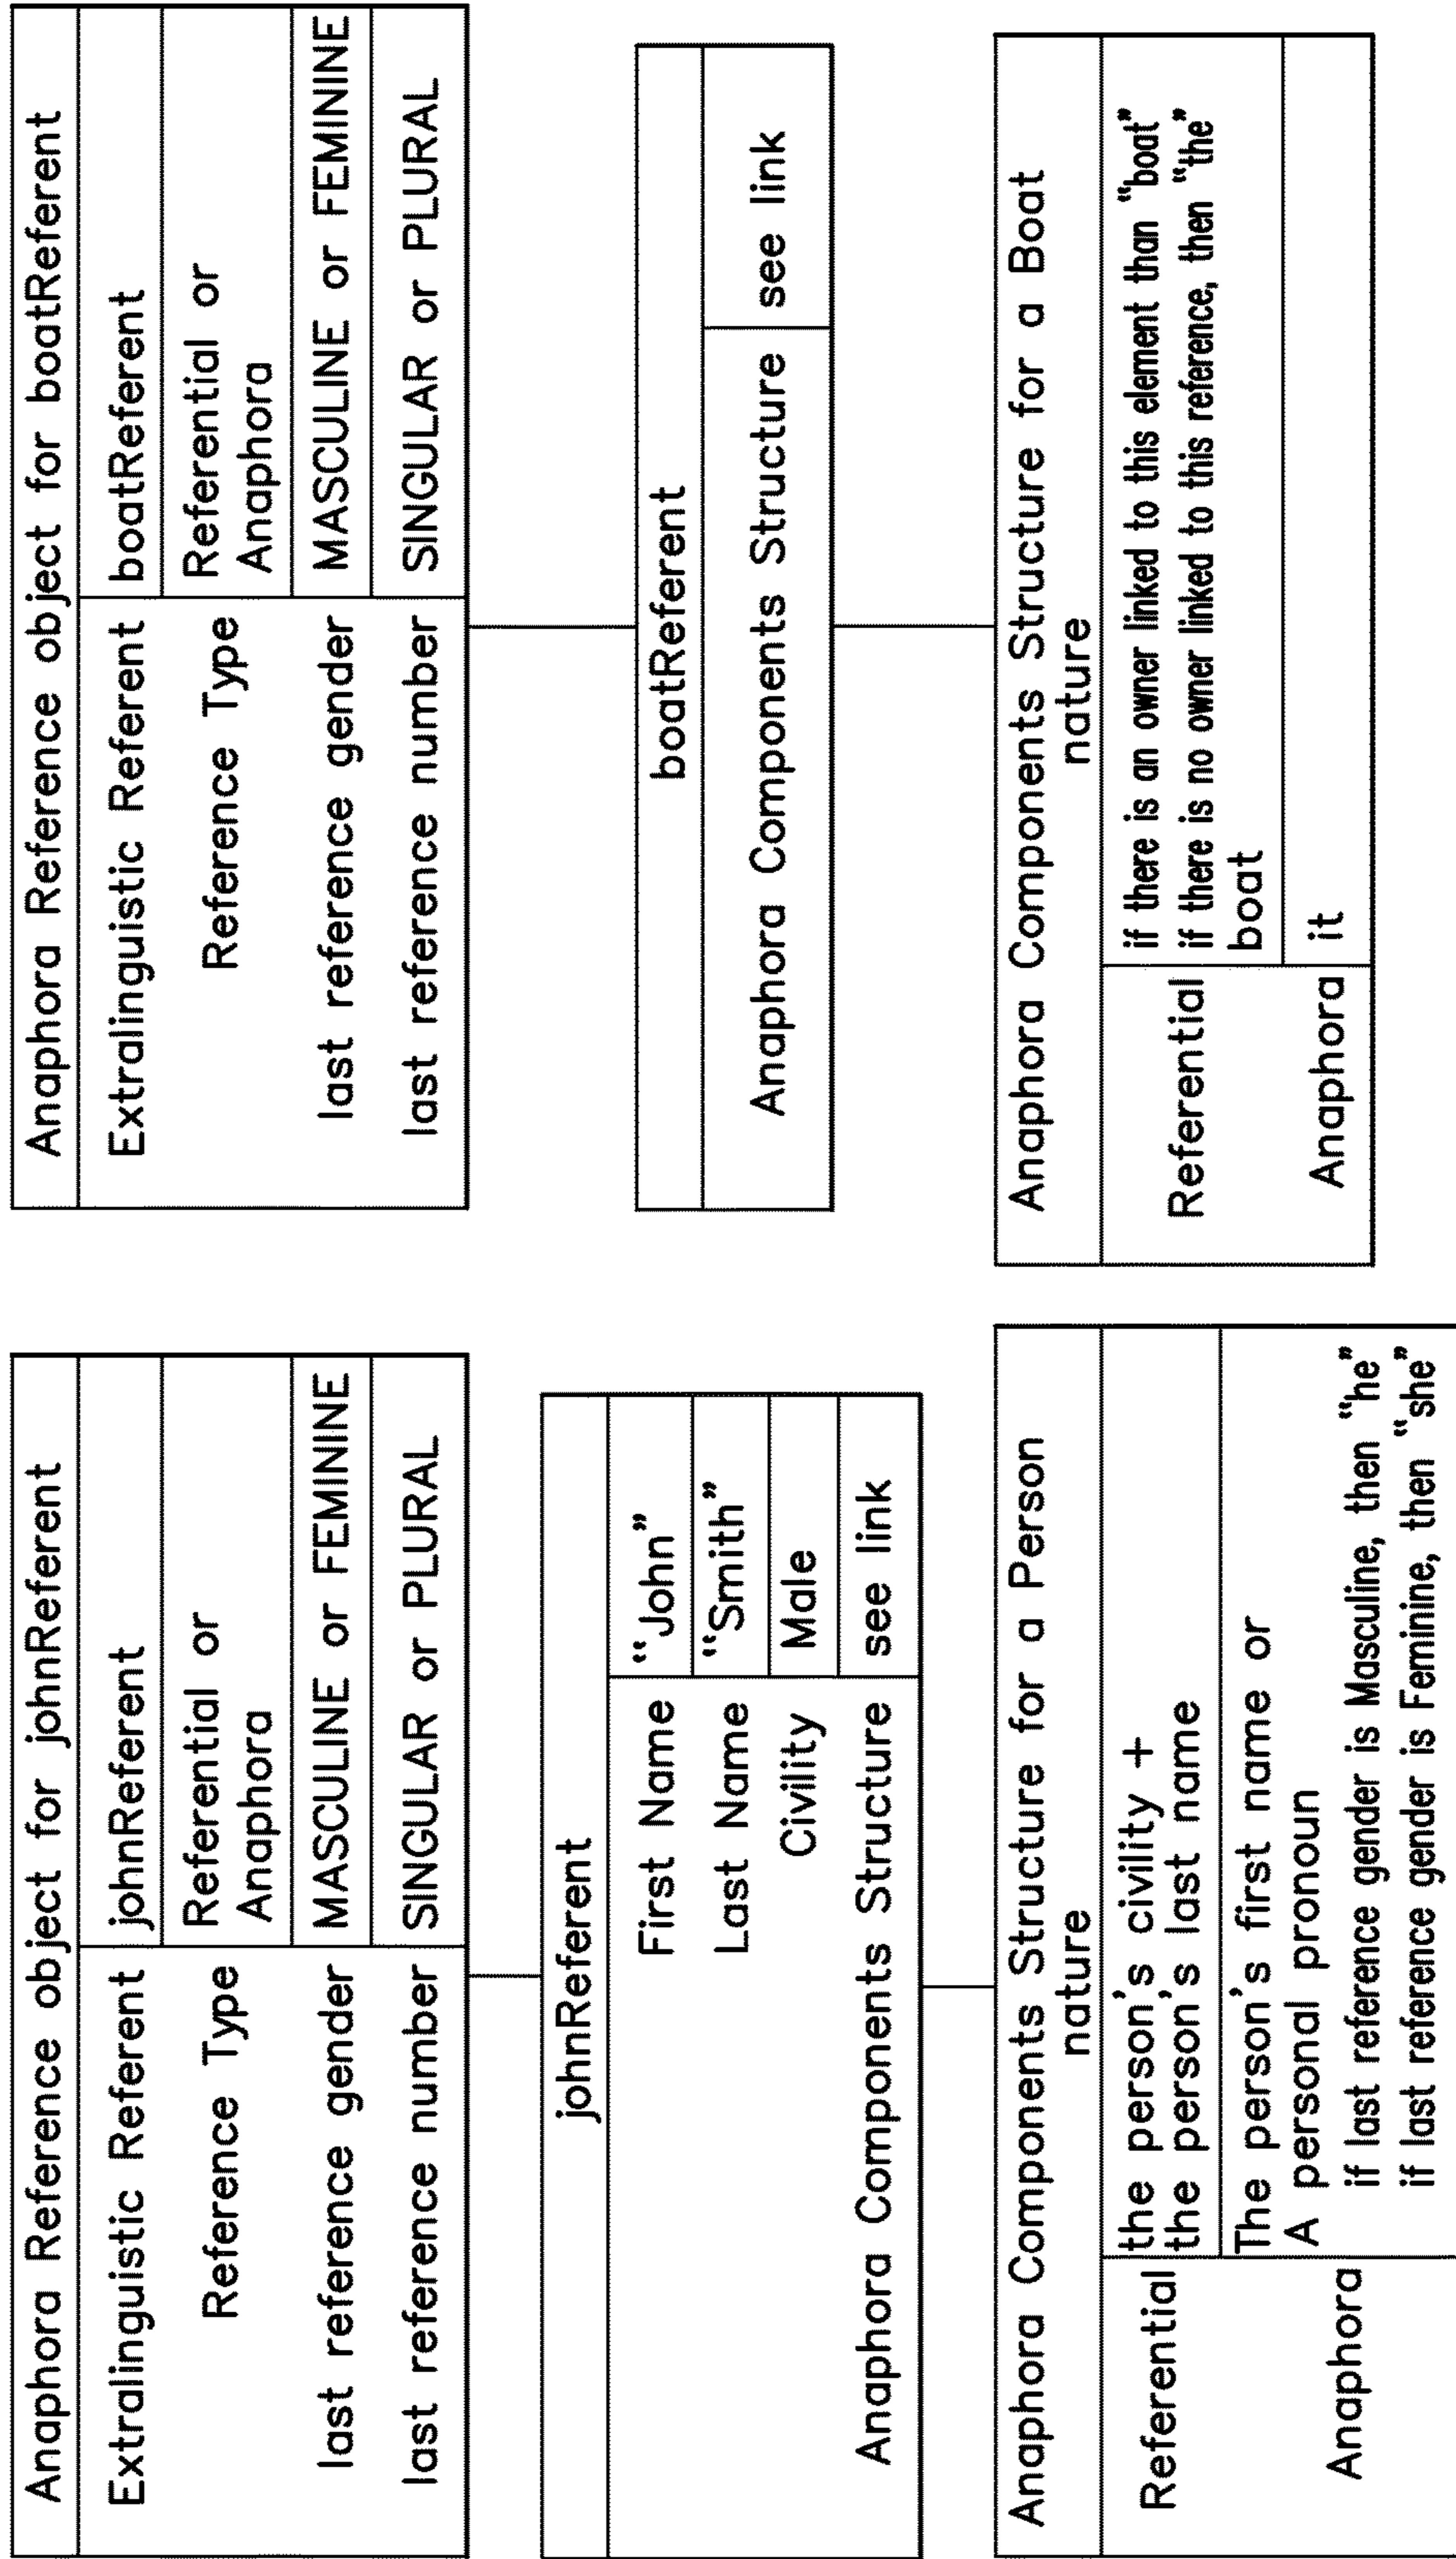 Anaphora Reference object for johnReferent
Extralinguistic Referent johnReferent
Reference Type Referential or
Anaphora
last reference gender MASCULINE or FEMININE
last reference number SINGULAR or PLURAL
johnReferent
First Name “John”
Last Name “Smith”
Civility Male
Anaphora Components Structure see link
Anaphora Components Structure for a Person
nature
Referential the person's civility +
the person's last name
The person's first name or
A personal pronoun
Anaphora if last reference gender is Masculine, then “he”
if last reference gender is Feminine, then “she”
Anaphora Reference object for boatReferent
Extralinguistic Referent boatReferent
Reference Type Referential or
Anaphora
last reference gender MASCULINE or FEMININE
last reference number SINGULAR or PLURAL
boatReferent
Anaphora Components Structure see link
Anaphora Components Structure for a Boat
nature
if there is an owner linked to this element than “boat”
Referential if there is no owner linked to this reference, then “the”
boat
Anaphora it